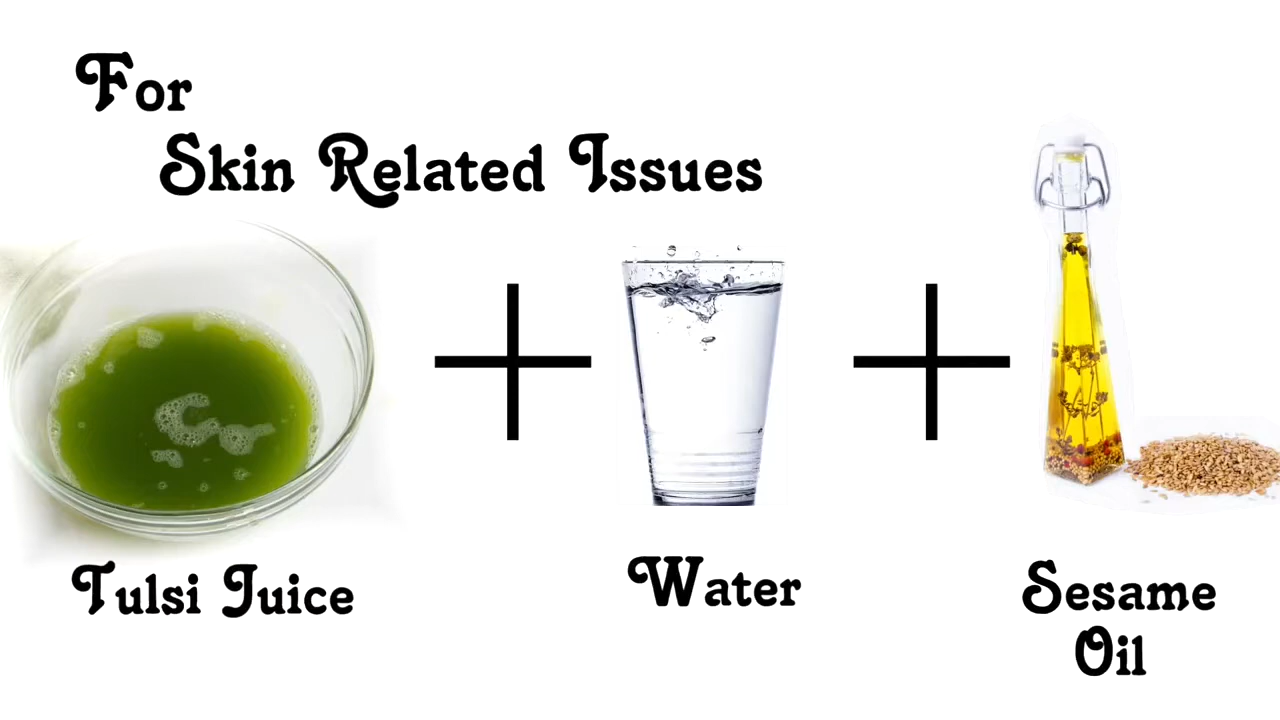 For
Skin Related Issues
Tulsi Juice
Water
Sesame
Oil